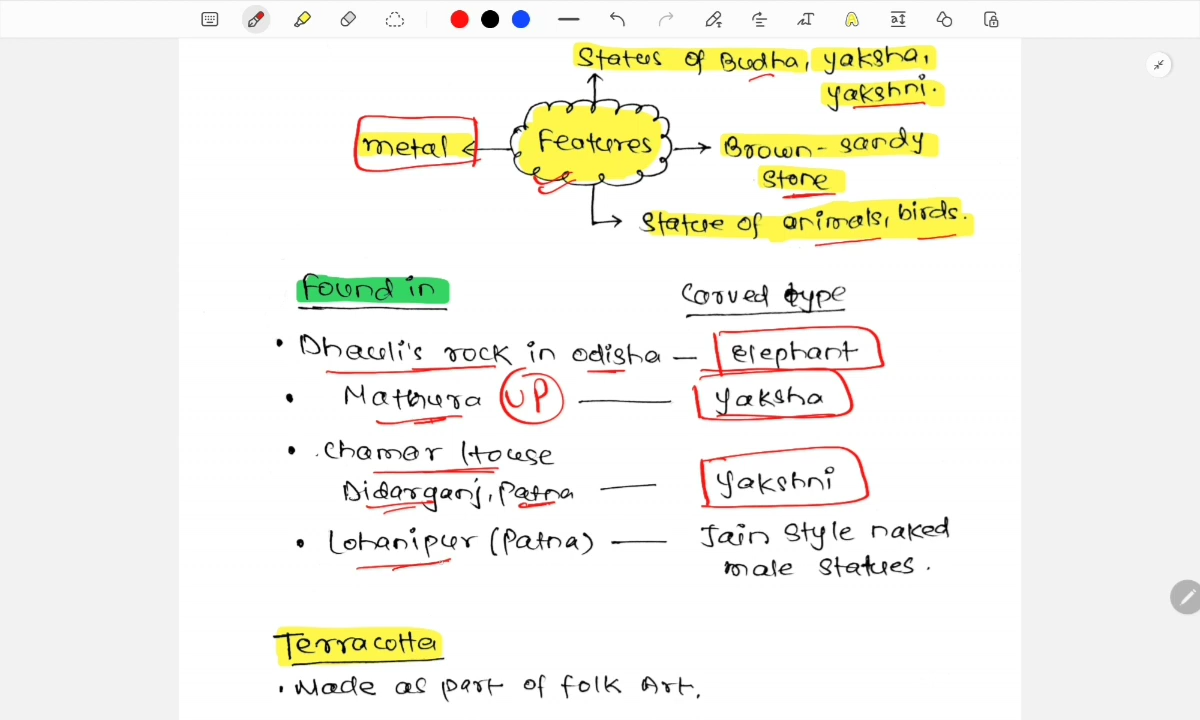 Statues of Budha, yaksha,
yakshni.
metal
Features
Brown-sandy
Stone
Statue of animals, birds.
Found in
Carved type
• Dhauli's rock in odisha — elephant
• Mathura UP — yaksha
• Chamar House
Didarganj, Patna — yakshni
• Lohanipur (Patna) — Jain Style naked
male statues.
Terracotta
• Made as part of folk Art.